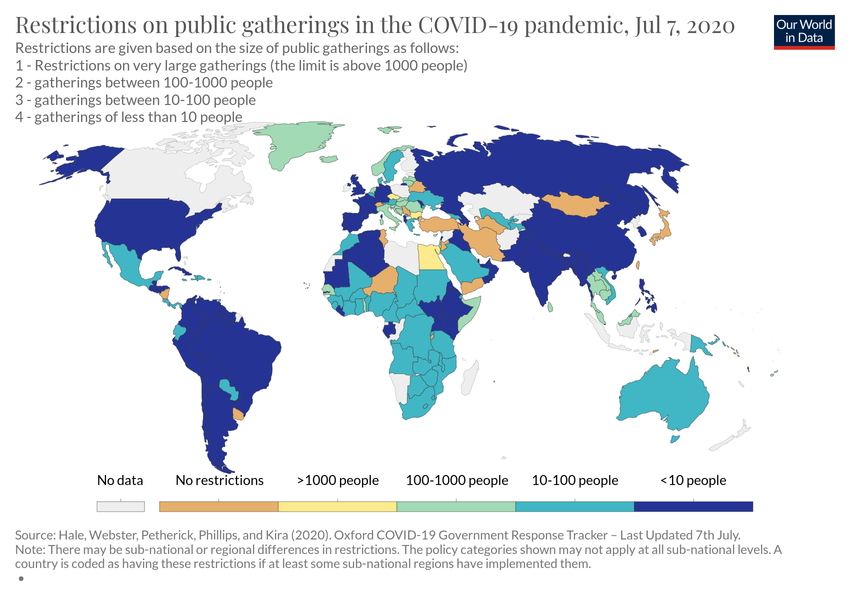 Restrictions on public gatherings in the COVID-19 pandemic, Jul 7, 2020
Our World
in Data
Restrictions are given based on the size of public gatherings as follows:
1 - Restrictions on very large gatherings (the limit is above 1000 people)
2 - gatherings between 100-1000 people
3 - gatherings between 10-100 people
4 - gatherings of less than 10 people
No data No restrictions >1000 people 100-1000 people 10-100 people <10 people
Source: Hale, Webster, Petherick, Phillips, and Kira (2020). Oxford COVID-19 Government Response Tracker – Last Updated 7th July.
Note: There may be sub-national or regional differences in restrictions. The policy categories shown may not apply at all sub-national levels. A
country is coded as having these restrictions if at least some sub-national regions have implemented them.